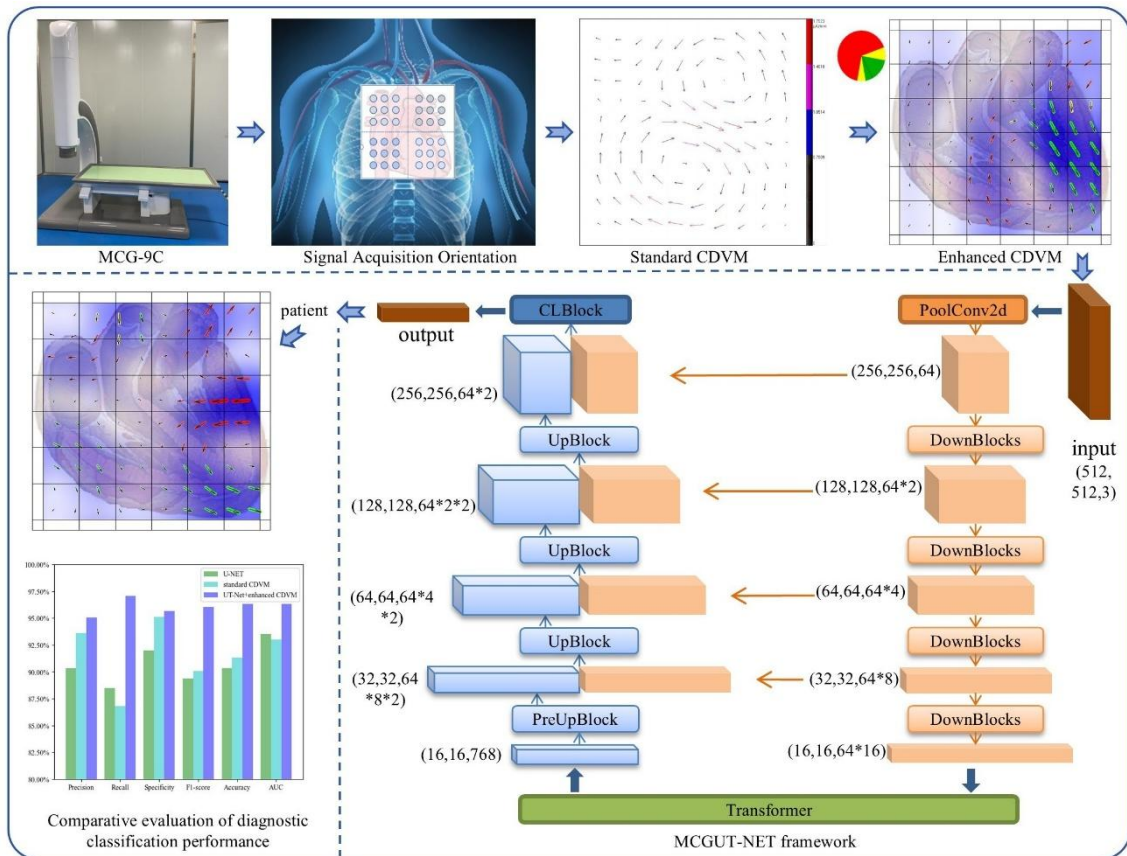 MCG-9C
Signal Acquisition Orientation
Standard CDVM
Enhanced CDVM
patient
output
CLBlock
PoolConv2d
input
(512,
512,3)
(256,256,64*2)
(256,256,64)
UpBlock
DownBlocks
(128,128,64*2*2)
(128,128,64*2)
UpBlock
DownBlocks
(64,64,64*4
*2)
(64,64,64*4)
UpBlock
DownBlocks
(32,32,64
*8*2)
(32,32,64*8)
PreUpBlock
DownBlocks
(16,16,768)
(16,16,64*16)
Transformer
MCGUT-NET framework
100.00%
97.50%
95.00%
92.50%
90.00%
87.50%
85.00%
82.50%
80.00%
U-NET
standard CDVM
UT-Net+enhanced CDVM
Precision
Recall
Specificity
F1-score
Accuracy
AUC
Comparative evaluation of diagnostic
classification performance